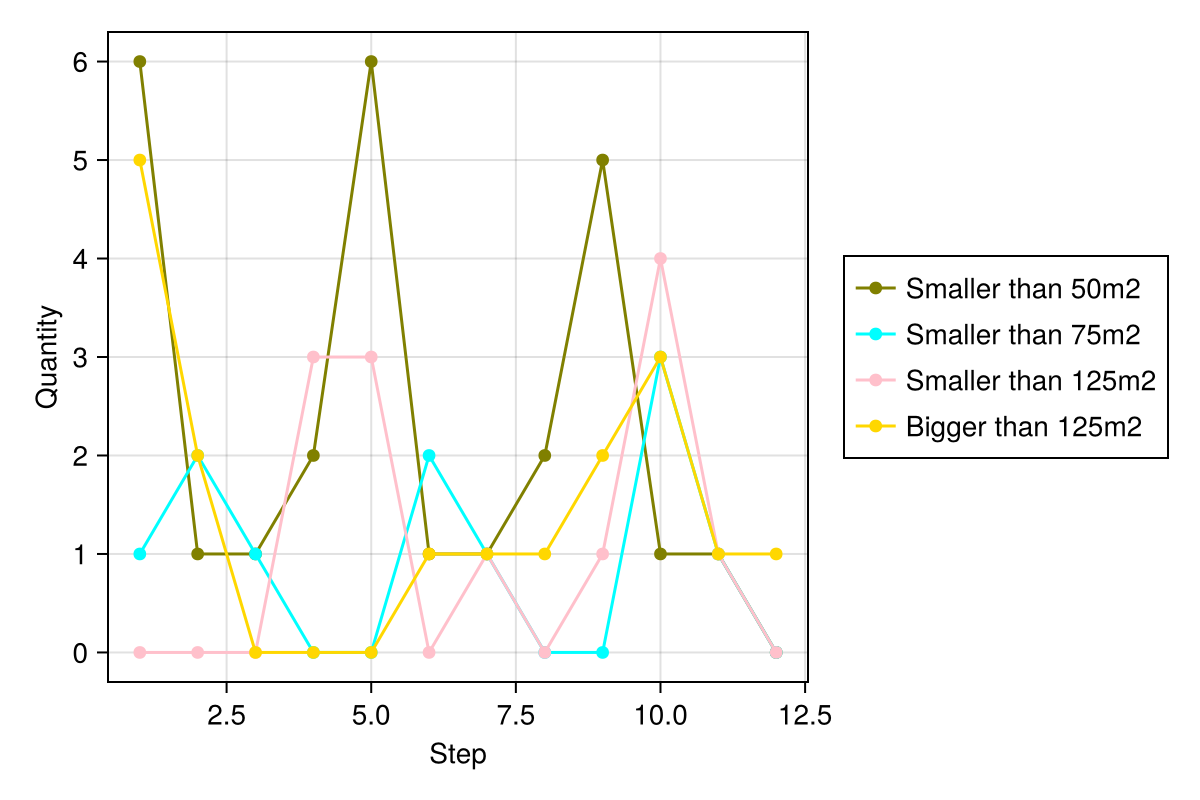 6
5
4
3
2
1
0
Quantity
2.5 5.0 7.5 10.0 12.5
Step
Smaller than 50m2
Smaller than 75m2
Smaller than 125m2
Bigger than 125m2